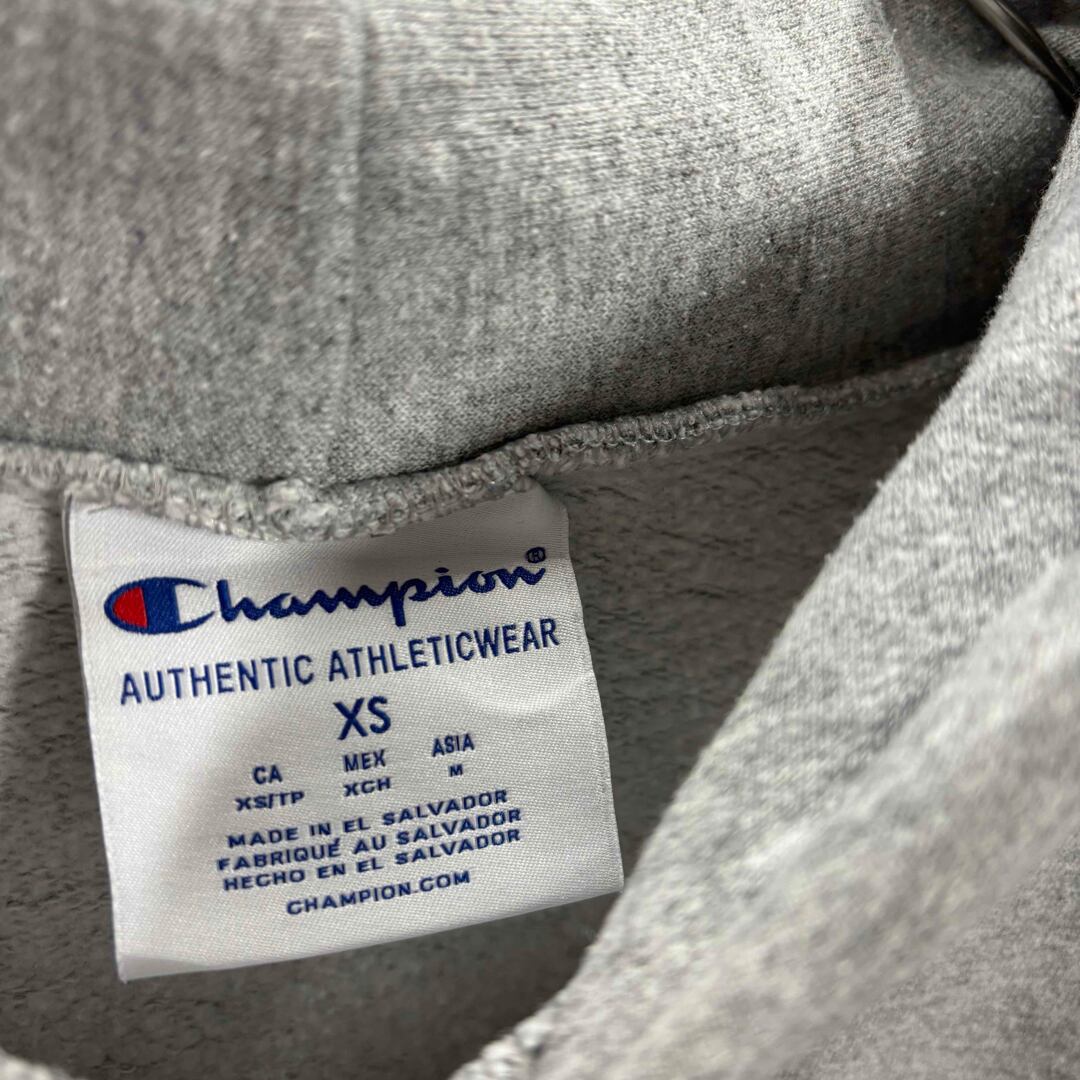 Champion®
AUTHENTIC ATHLETICWEAR
XS
CA MEX ASIA
XS/TP XCH M
MADE IN EL SALVADOR
FABRIQUÉ AU SALVADOR
HECHO EN EL SALVADOR
CHAMPION.COM